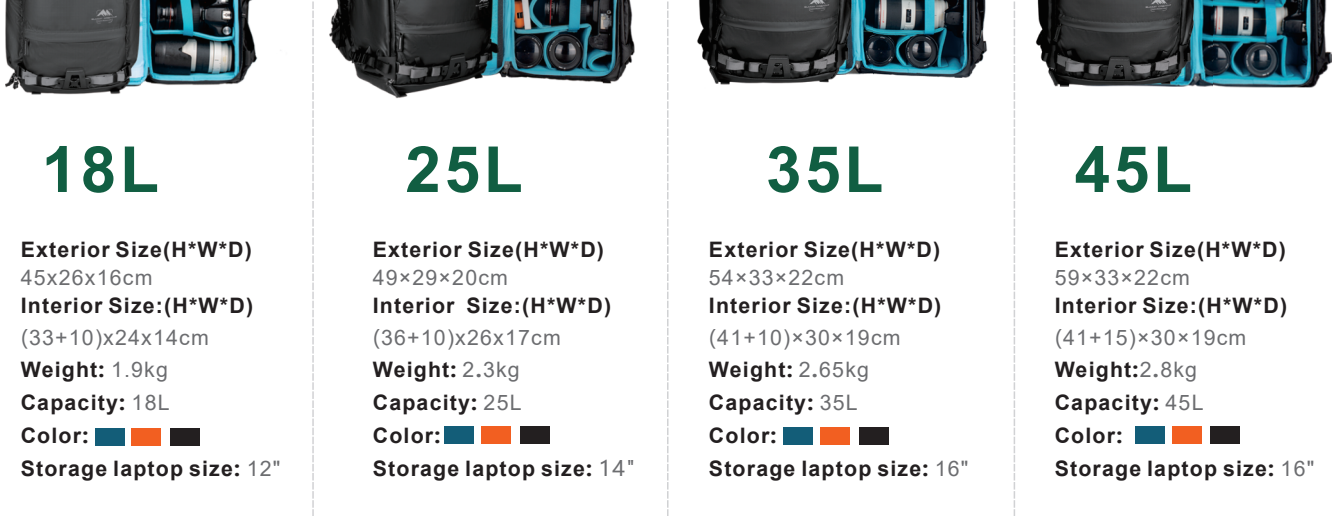 18L
Exterior Size(H*W*D)
45x26x16cm
Interior Size:(H*W*D)
(33+10)x24x14cm
Weight: 1.9kg
Capacity: 18L
Color:
Storage laptop size: 12"
25L
Exterior Size(H*W*D)
49×29×20cm
Interior Size:(H*W*D)
(36+10)x26x17cm
Weight: 2.3kg
Capacity: 25L
Color:
Storage laptop size: 14"
35L
Exterior Size(H*W*D)
54×33×22cm
Interior Size:(H*W*D)
(41+10)×30×19cm
Weight: 2.65kg
Capacity: 35L
Color:
Storage laptop size: 16"
45L
Exterior Size(H*W*D)
59×33×22cm
Interior Size:(H*W*D)
(41+15)×30×19cm
Weight:2.8kg
Capacity: 45L
Color:
Storage laptop size: 16"